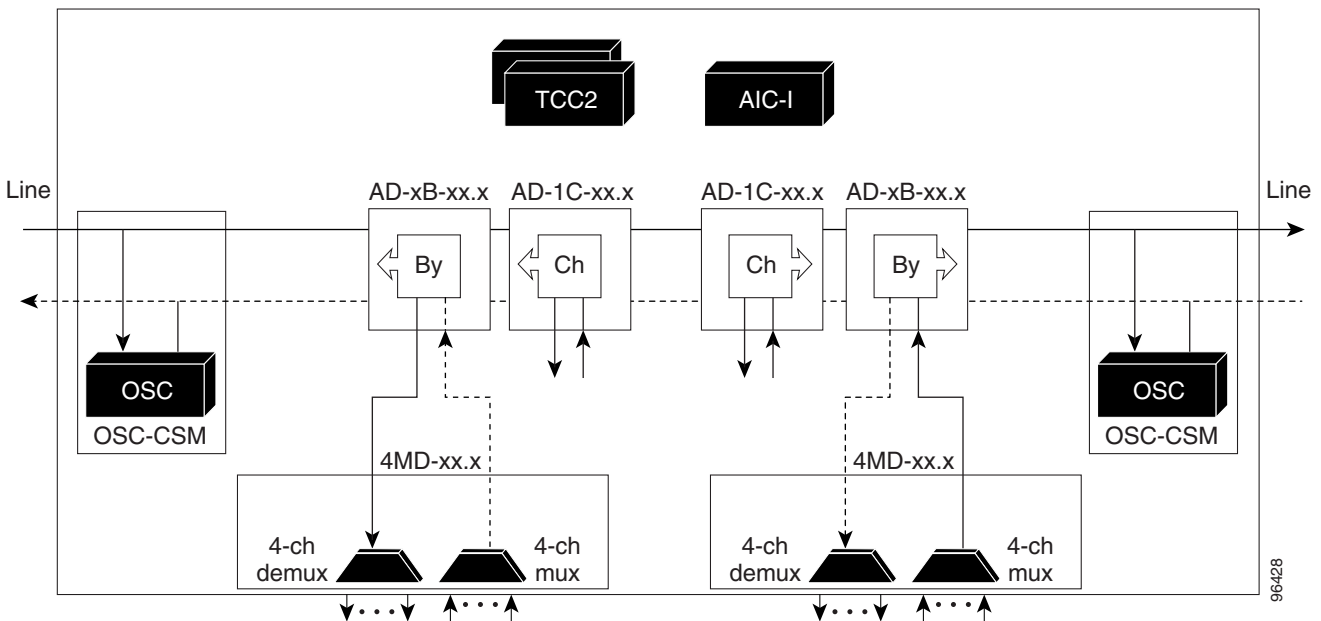 TCC2
AIC-I
Line
AD-xB-xx.x
AD-1C-xx.x
AD-1C-xx.x
AD-xB-xx.x
Line
By
Ch
Ch
By
OSC
OSC
OSC-CSM
OSC-CSM
4MD-xx.x
4MD-xx.x
4-ch
demux
4-ch
mux
4-ch
demux
4-ch
mux
96428